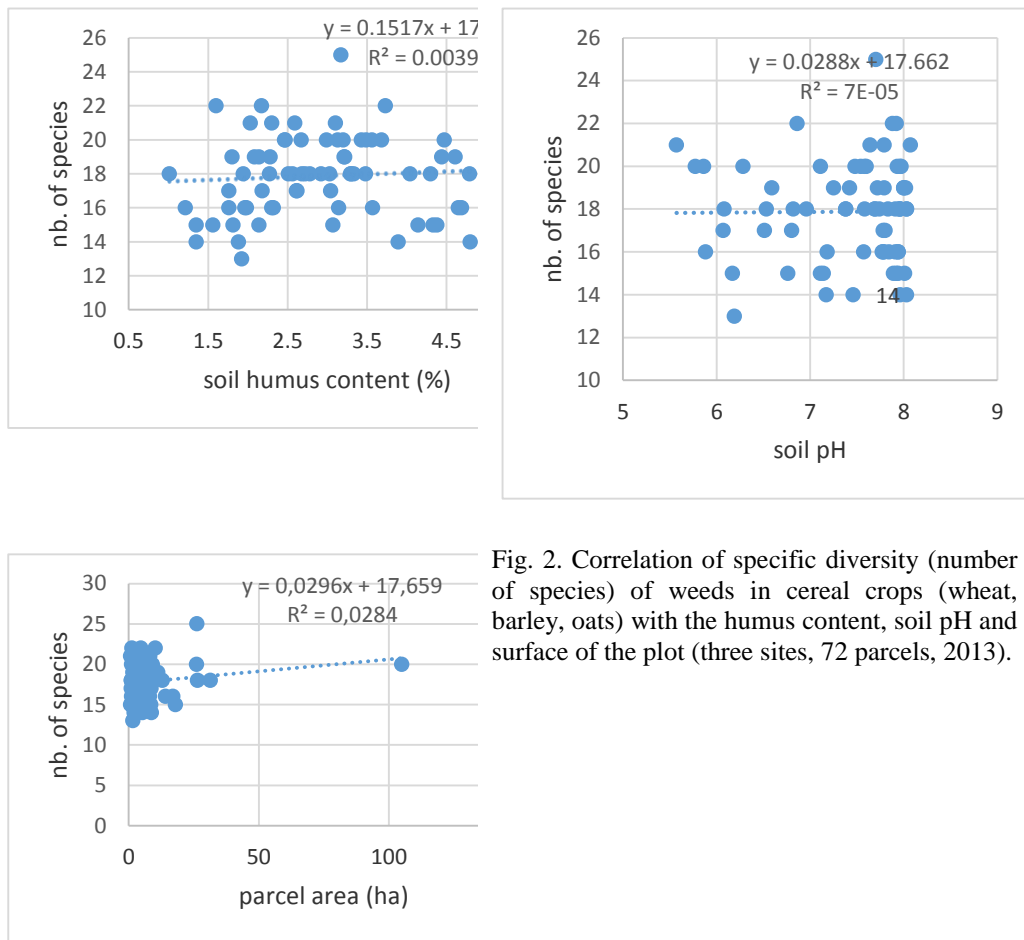 y = 0.1517x + 17
R² = 0.0039
26
24
22
20
18
16
14
12
10
nb. of species
0.5 1.5 2.5 3.5 4.5
soil humus content (%)
y = 0.0288x + 17.662
R² = 7E-05
26
24
22
20
18
16
14
12
10
nb. of species
14
5 6 7 8 9
soil pH
y = 0,0296x + 17,659
R² = 0,0284
30
25
20
15
10
5
0
nb. of species
0 50 100
parcel area (ha)
Fig. 2. Correlation of specific diversity (number
of species) of weeds in cereal crops (wheat,
barley, oats) with the humus content, soil pH and
surface of the plot (three sites, 72 parcels, 2013).